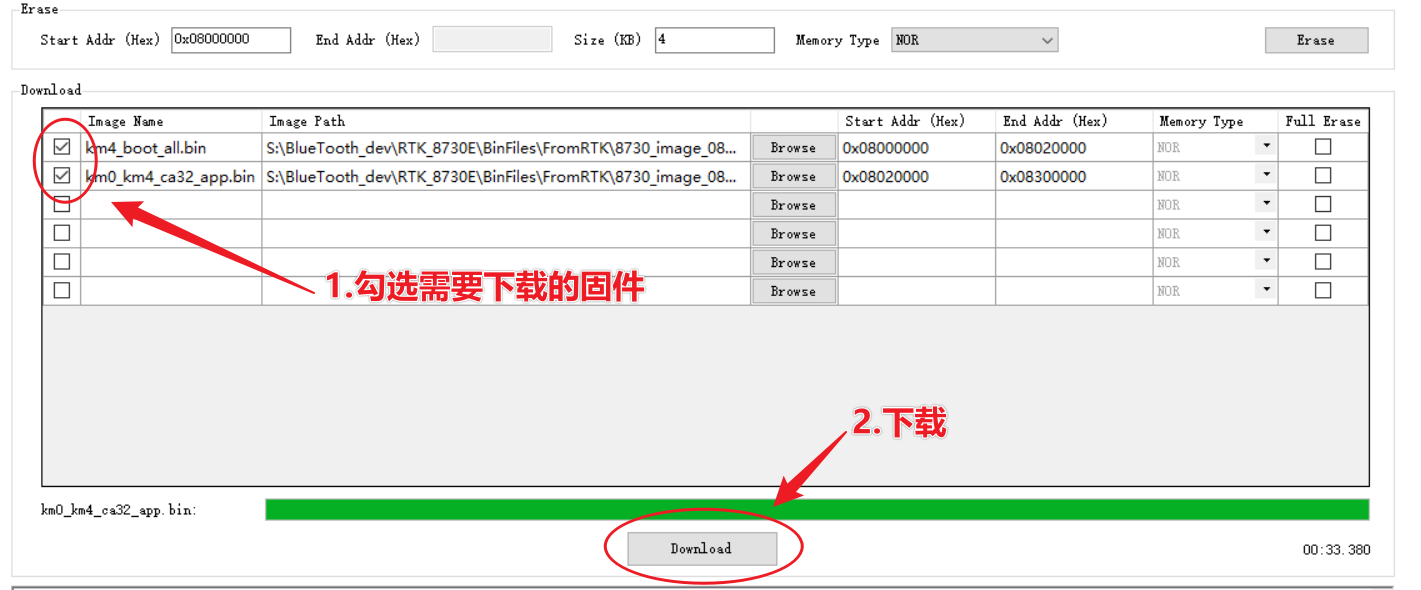 Erase
Start Addr (Hex) 0x08000000 End Addr (Hex) Size (KB) 4 Memory Type NOR Erase
Download
Image Name Image Path Start Addr (Hex) End Addr (Hex) Memory Type Full Erase
km4_boot_all.bin S:\BlueTooth_dev\RTK_8730E\BinFiles\FromRTK\8730_image_08... Browse 0x08000000 0x08020000 NOR
km0_km4_ca32_app.bin S:\BlueTooth_dev\RTK_8730E\BinFiles\FromRTK\8730_image_08... Browse 0x08020000 0x08300000 NOR
Browse NOR
Browse NOR
Browse NOR
Browse NOR
1.勾选需要下载的固件
2.下载
km0_km4_ca32_app.bin:
Download 00:33.380